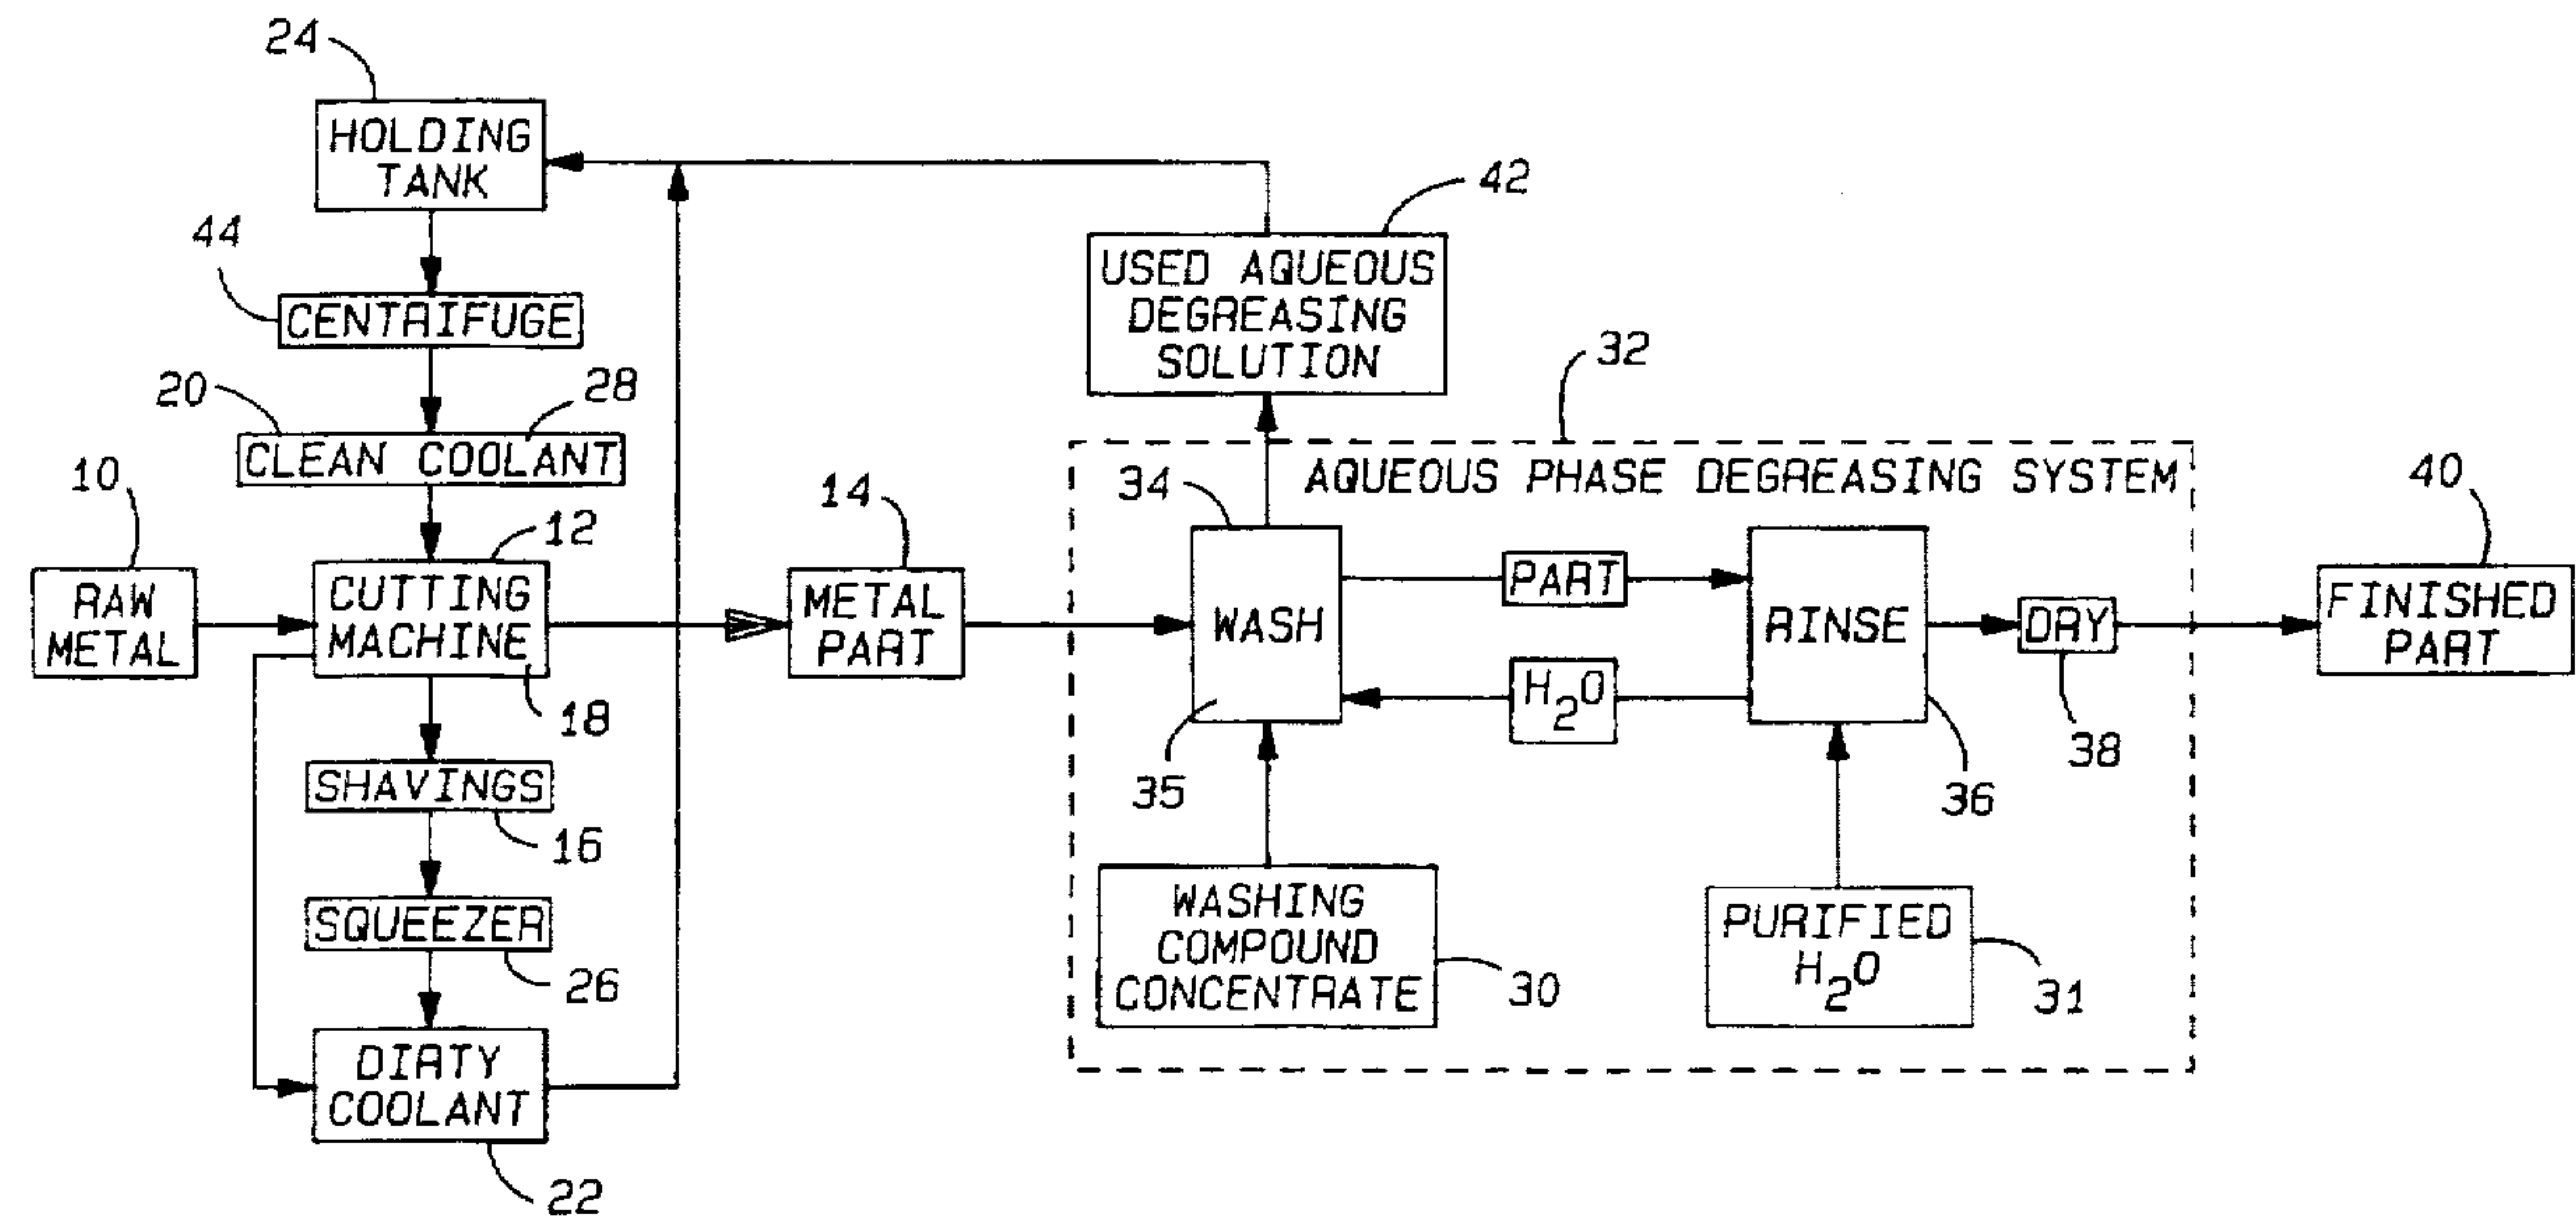 24
HOLDING
TANK
42
44
USED AQUEOUS
DEGREASING
SOLUTION
CENTRIFUGE
32
20
28
CLEAN COOLANT
10
14
34
AQUEOUS PHASE DEGREASING SYSTEM
40
12
RAW
METAL
CUTTING
MACHINE
METAL
PART
WASH
PART
RINSE
DRY
FINISHED
PART
H2O
18
35
38
36
SHAVINGS
16
WASHING
COMPOUND
CONCENTRATE
30
PURIFIED
H2O
31
SQUEEZER
26
DIRTY
COOLANT
22